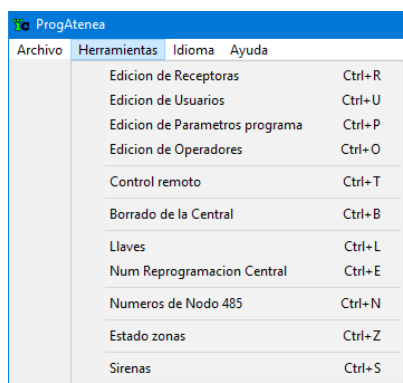 ProgAtenea
Archivo Herramientas Idioma Ayuda
Edicion de Receptoras Ctrl+R
Edicion de Usuarios Ctrl+U
Edicion de Parametros programa Ctrl+P
Edicion de Operadores Ctrl+O
Control remoto Ctrl+T
Borrado de la Central Ctrl+B
Llaves Ctrl+L
Num Reprogramacion Central Ctrl+E
Numeros de Nodo 485 Ctrl+N
Estado zonas Ctrl+Z
Sirenas Ctrl+S